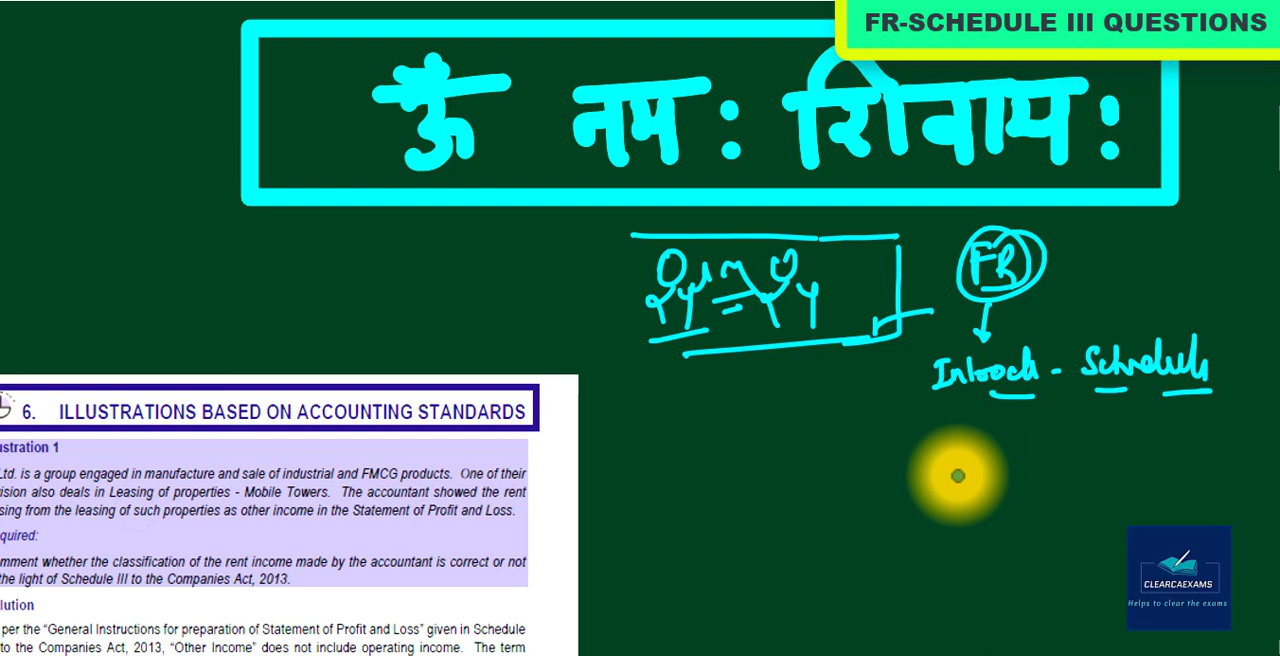 FR-SCHEDULE III QUESTIONS
ॐ नमः शिवाय:
FR
Inbook - Schedule
6. ILLUSTRATIONS BASED ON ACCOUNTING STANDARDS
ustration 1
Ltd. is a group engaged in manufacture and sale of industrial and FMCG products. One of their
ision also deals in Leasing of properties - Mobile Towers. The accountant showed the rent
sing from the leasing of such properties as other income in the Statement of Profit and Loss.
quired:
mment whether the classification of the rent income made by the accountant is correct or not
the light of Schedule III to the Companies Act, 2013.
lution
per the “General Instructions for preparation of Statement of Profit and Loss” given in Schedule
to the Companies Act, 2013, “Other Income” does not include operating income. The term
CLEARCAEXAMS
Helps to clear the exams